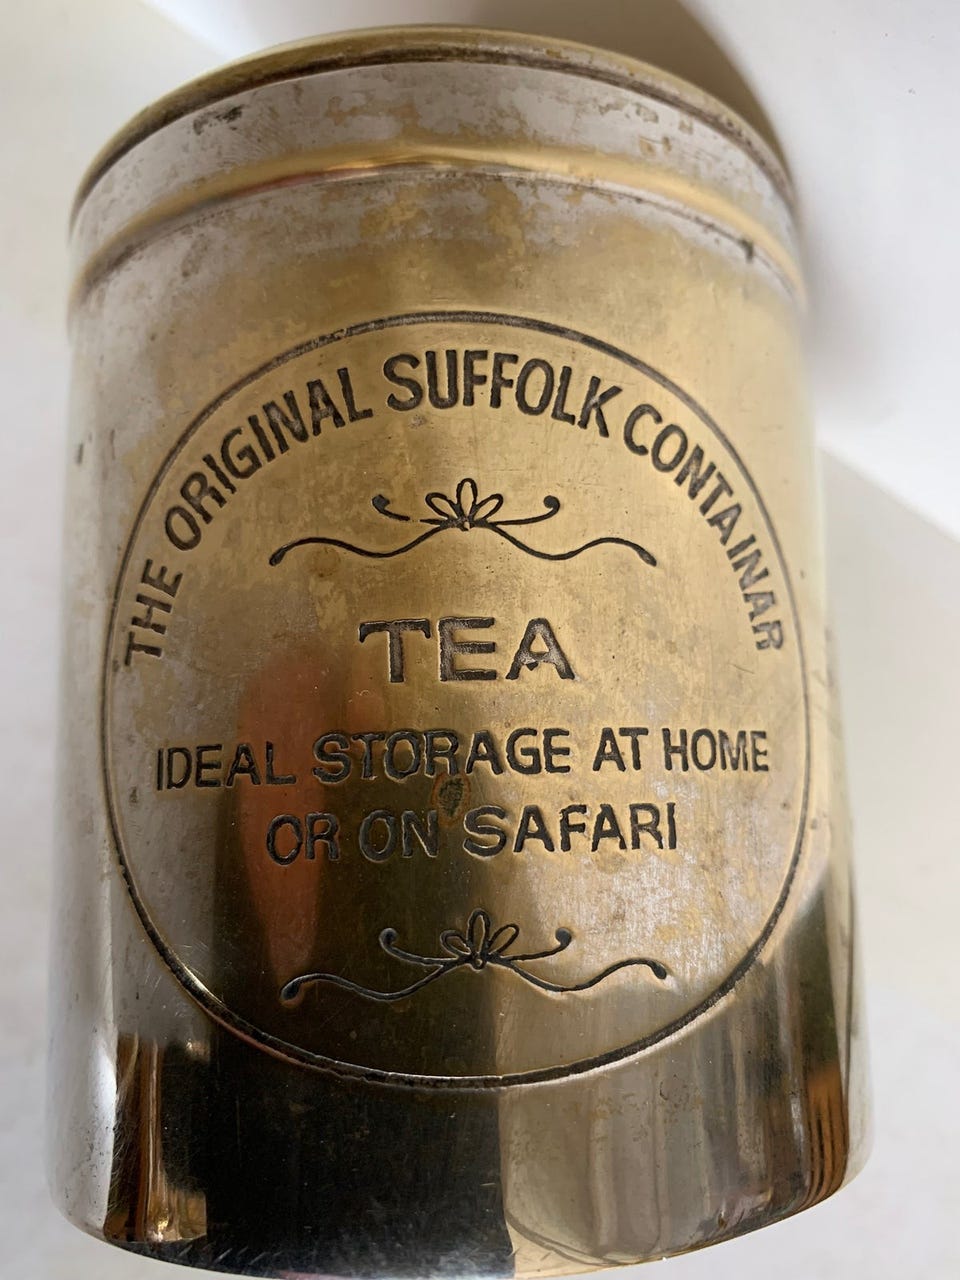 THE ORIGINAL SUFFOLK CONTAINAR
TEA
IDEAL STORAGE AT HOME
OR ON SAFARI